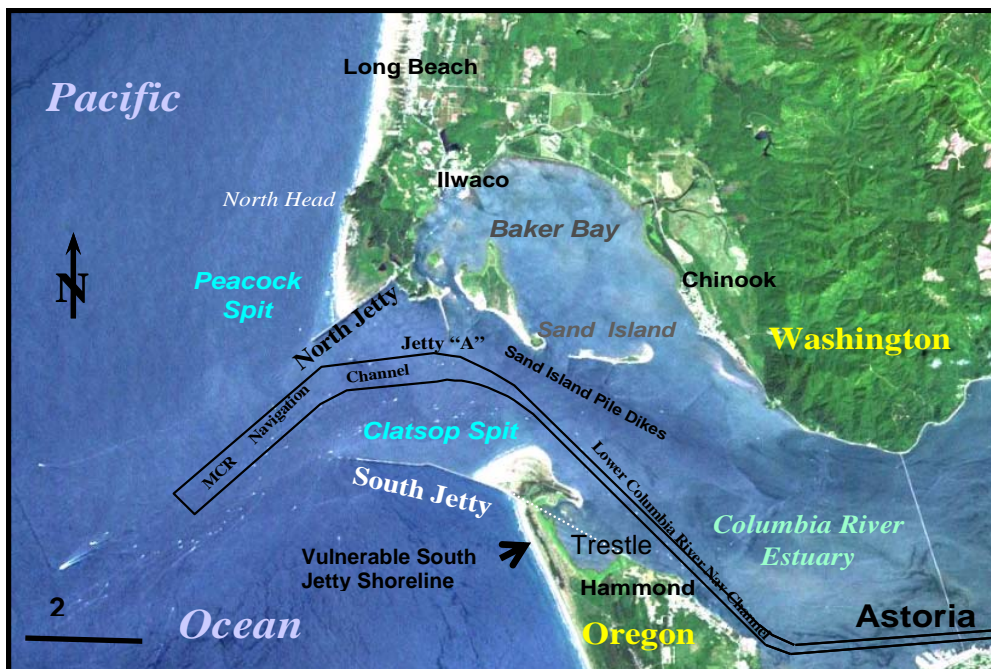 Long Beach
Pacific
Ilwaco
North Head
Baker Bay
N
Peacock
Spit
Chinook
North Jetty
Sand Island
Washington
Jetty “A”
Channel
Sand Island Pile Dikes
Navigation
MCR
Clatsop Spit
South Jetty
Lower Columbia River Nav Channel
Columbia River
Estuary
Trestle
Vulnerable South
Jetty Shoreline
Hammond
2
Ocean
Oregon
Astoria